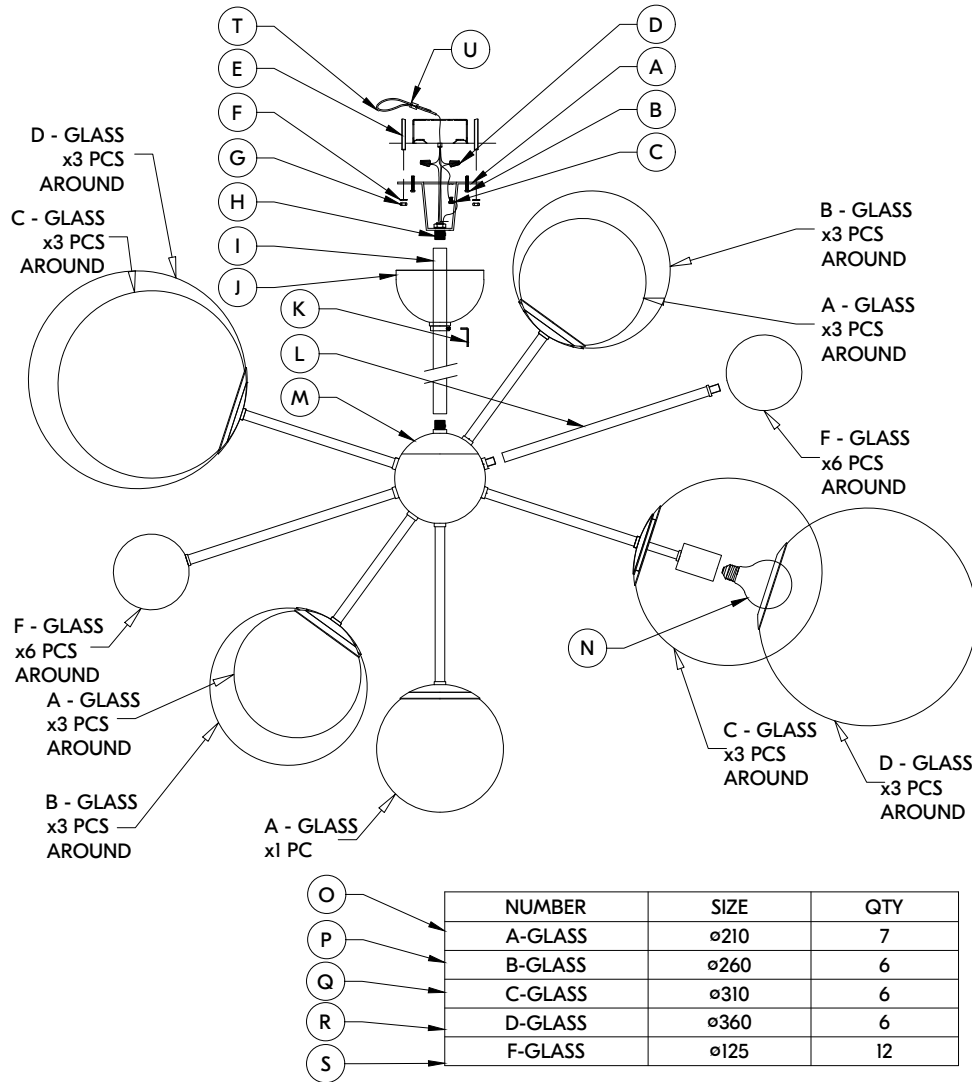 T
U
D
E
A
F
B
G
C
H
I
J
K
L
M
D - GLASS
x3 PCS
AROUND
C - GLASS
x3 PCS
AROUND
B - GLASS
x3 PCS
AROUND
A - GLASS
x3 PCS
AROUND
F - GLASS
x6 PCS
AROUND
N
F - GLASS
x6 PCS
AROUND
A - GLASS
x3 PCS
AROUND
B - GLASS
x3 PCS
AROUND
A - GLASS
x1 PC
C - GLASS
x3 PCS
AROUND
D - GLASS
x3 PCS
AROUND
O
P
Q
R
S
NUMBER SIZE QTY
A-GLASS ø210 7
B-GLASS ø260 6
C-GLASS ø310 6
D-GLASS ø360 6
F-GLASS ø125 12